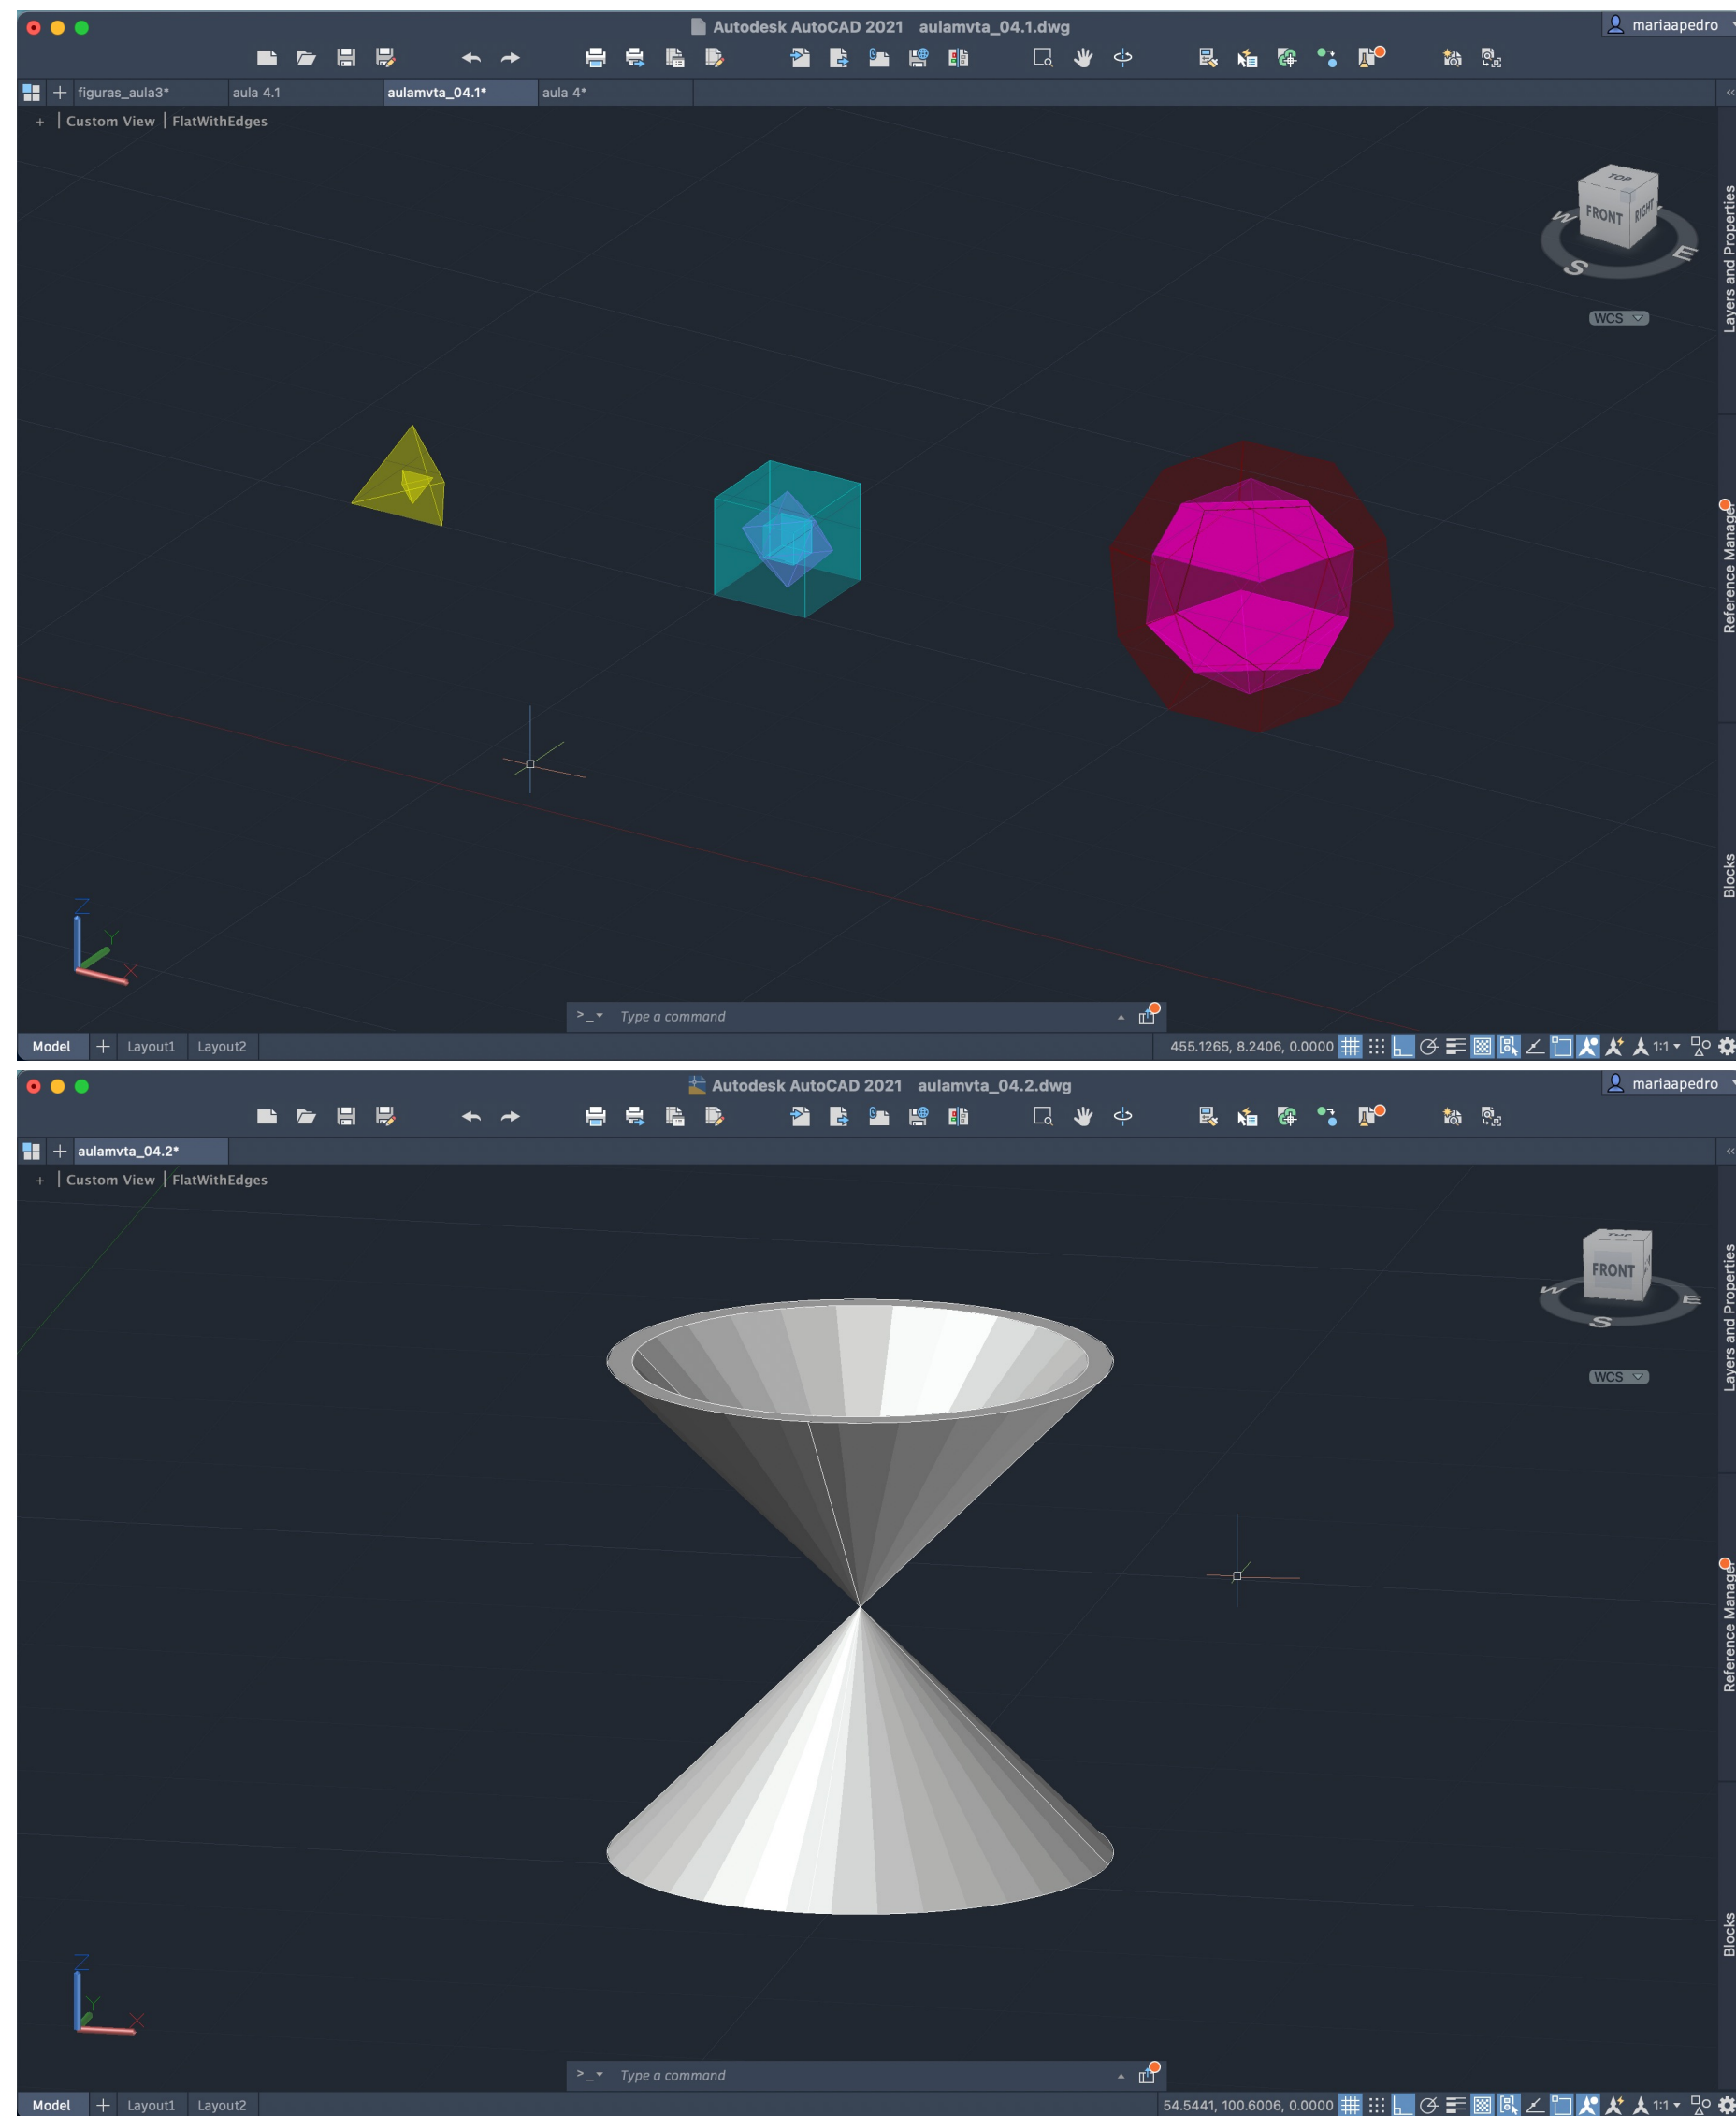 Autodesk AutoCAD 2021 aulamvta_04.1.dwg
mariaapedro
figuras_aula3*
aula 4.1
aulamvta_04.1*
aula 4*
+ | Custom View | FlatWithEdges
TOP
FRONT
RIGHT
W
S
E
WCS
Layers and Properties
Reference Manager
Blocks
Z
Y
X
>_ Type a command
Model
Layout1
Layout2
455.1265, 8.2406, 0.0000
1:1
Autodesk AutoCAD 2021 aulamvta_04.2.dwg
mariaapedro
aulamvta_04.2*
+ | Custom View | FlatWithEdges
TOP
FRONT
W
S
E
WCS
Layers and Properties
Reference Manager
Blocks
Z
Y
X
>_ Type a command
Model
Layout1
Layout2
54.5441, 100.6006, 0.0000
1:1